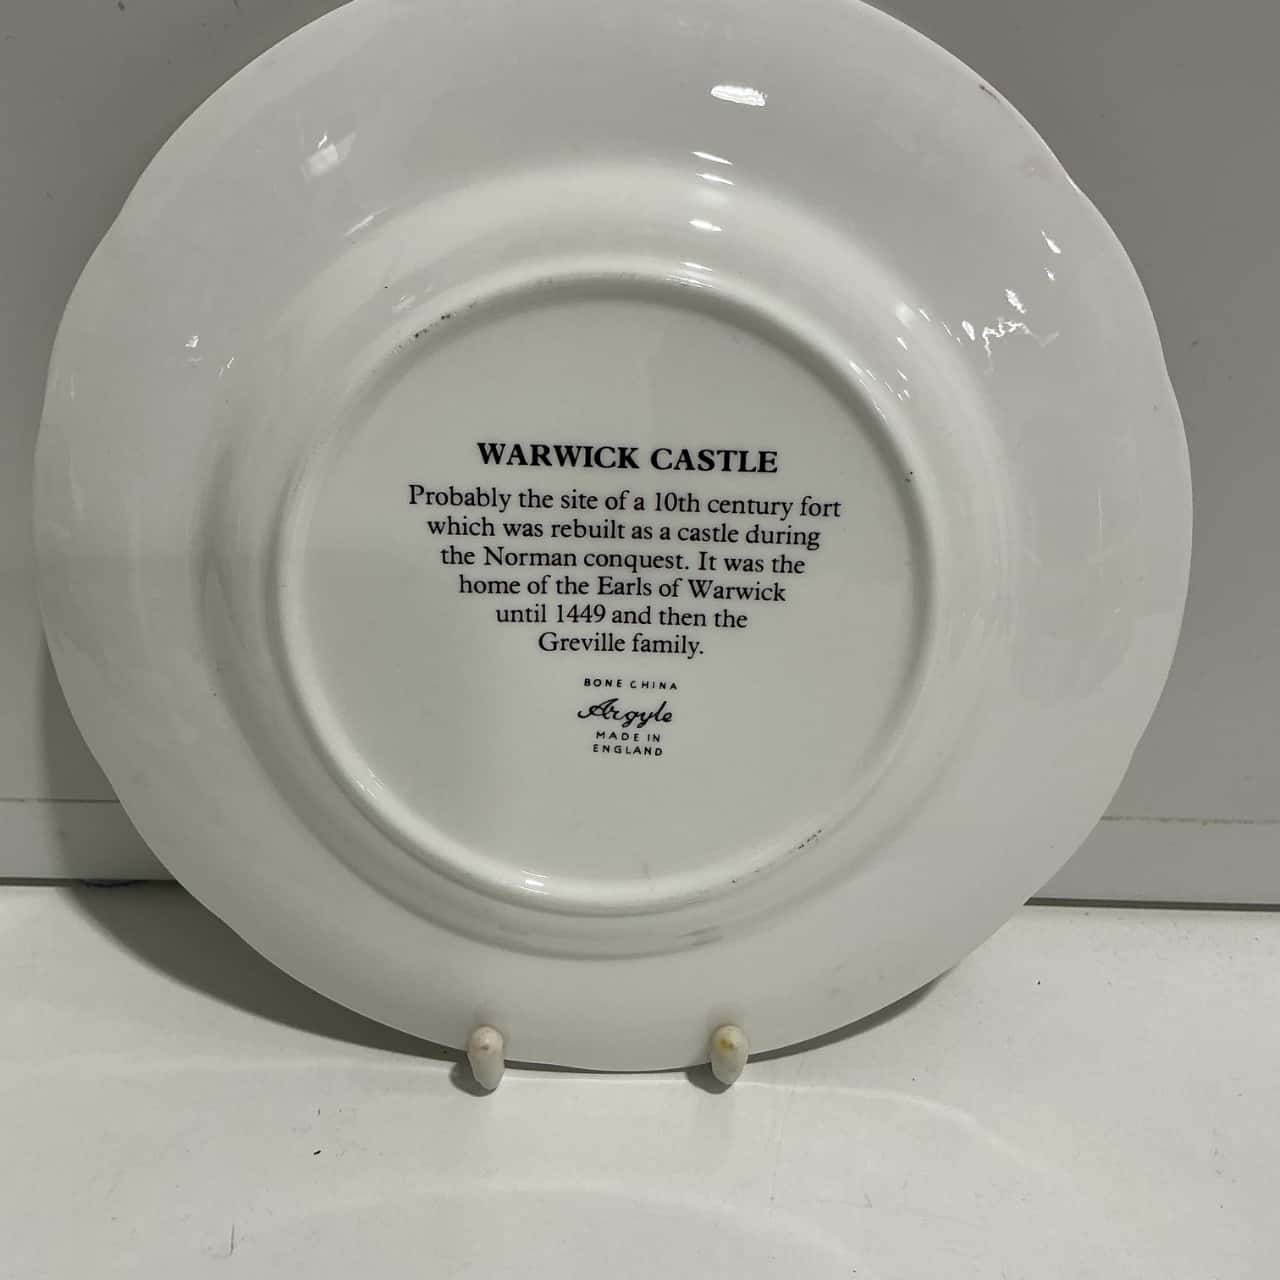 WARWICK CASTLE
Probably the site of a 10th century fort
which was rebuilt as a castle during
the Norman conquest. It was the
home of the Earls of Warwick
until 1449 and then the
Greville family.
BONE CHINA
Argyle
MADE IN
ENGLAND